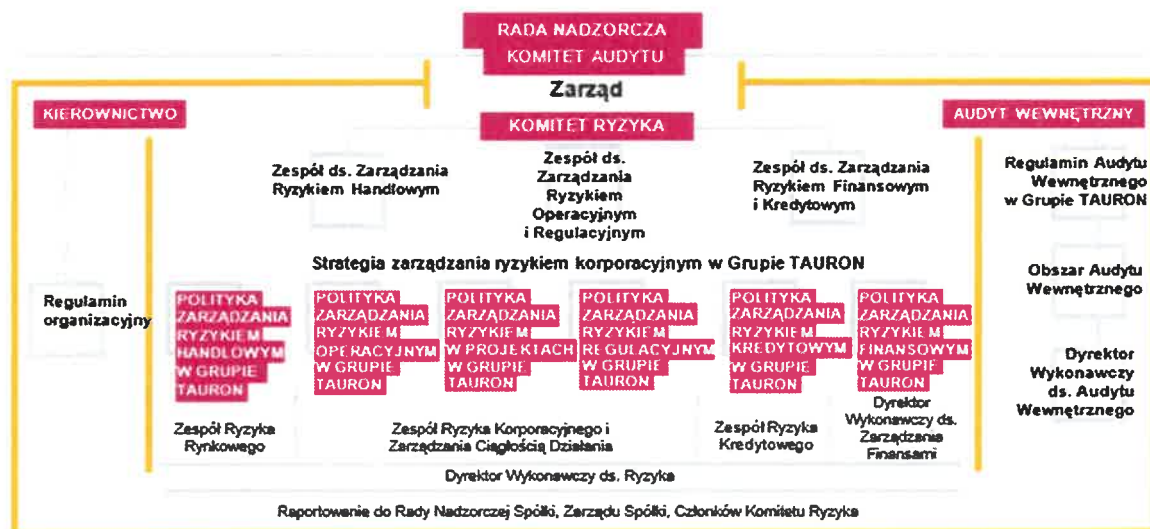 RADA NADZORCZA
KOMITET AUDYTU
Zarząd
KIEROWNICTWO
KOMITET RYZYKA
AUDYT WEWNĘTRZNY
Zespół ds. Zarządzania
Ryzykiem Handlowym
Zespół ds.
Zarządzania
Ryzykiem
Operacyjnym
i Regulacyjnym
Zespół ds. Zarządzania
Ryzykiem Finansowym
i Kredytowym
Regulamin Audytu
Wewnętrznego
w Grupie TAURON
Strategia zarządzania ryzykiem korporacyjnym w Grupie TAURON
Obszar Audytu
Wewnętrznego
Regulamin
organizacyjny
POLITYKA
ZARZĄDZANIA
RYZYKIEM
HANDLOWYM
W GRUPIE
TAURON
POLITYKA
ZARZĄDZANIA
RYZYKIEM
OPERACYJNYM
W GRUPIE
TAURON
POLITYKA
ZARZĄDZANIA
RYZYKIEM
W PROJEKTACH
W GRUPIE
TAURON
POLITYKA
ZARZĄDZANIA
RYZYKIEM
REGULACYJNYM
W GRUPIE
TAURON
POLITYKA
ZARZĄDZANIA
RYZYKIEM
KREDYTOWYM
W GRUPIE
TAURON
POLITYKA
ZARZĄDZANIA
RYZYKIEM
FINANSOWYM
W GRUPIE
TAURON
Dyrektor
Wykonawczy
ds. Audytu
Wewnętrznego
Zespół Ryzyka
Rynkowego
Zespół Ryzyka Korporacyjnego i
Zarządzania Ciągłością Działania
Zespół Ryzyka
Kredytowego
Dyrektor
Wykonawczy ds.
Zarządzania
Finansami
Dyrektor Wykonawczy ds. Ryzyka
Raportowanie do Rady Nadzorczej Spółki, Zarządu Spółki, Członków Komitetu Ryzyka